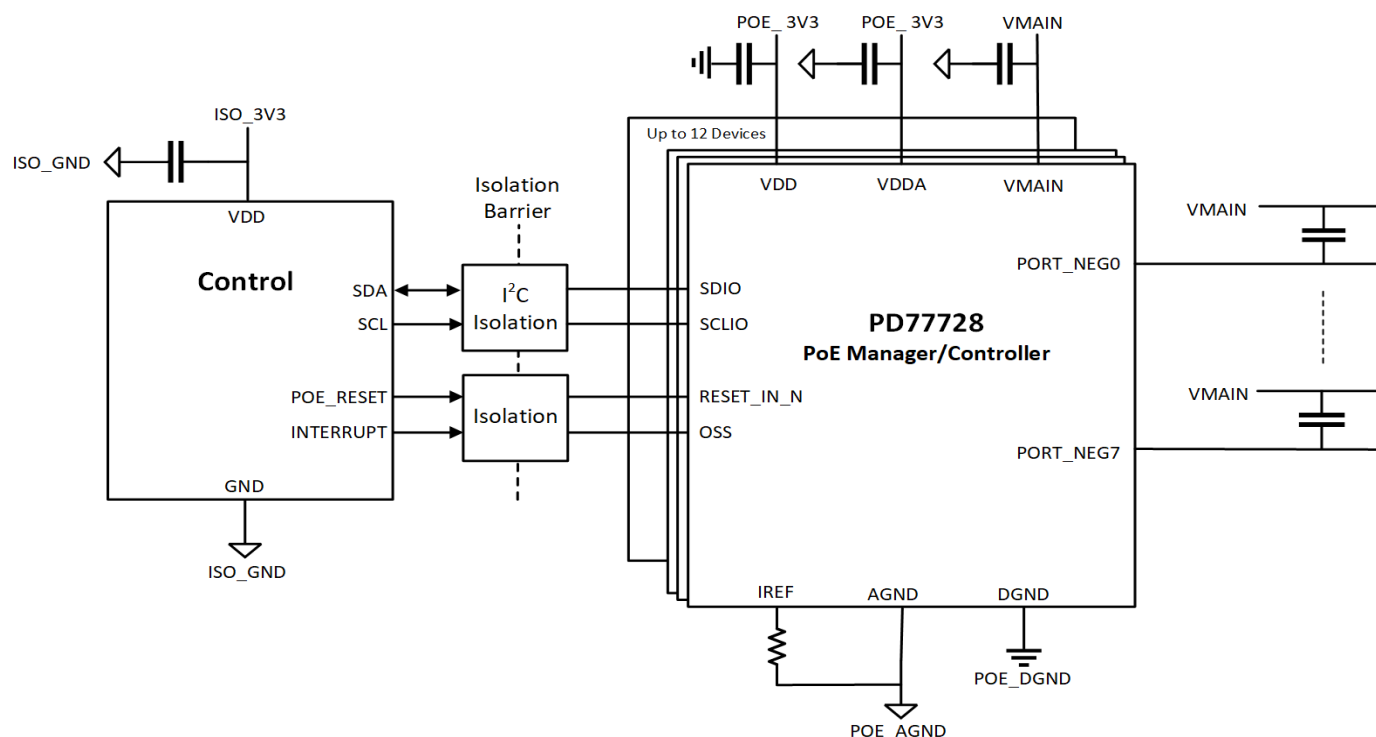 POE_ 3V3
POE_ 3V3
VMAIN
ISO_3V3
Up to 12 Devices
ISO_GND
VDD
VDDA
VMAIN
Isolation
Barrier
VDD
VMAIN
Control
PORT_NEG0
SDA
I²C
SDIO
SCL
Isolation
SCLIO
PD77728
PoE Manager/Controller
POE_RESET
Isolation
RESET_IN_N
VMAIN
INTERRUPT
OSS
PORT_NEG7
GND
ISO_GND
IREF
AGND
DGND
POE_DGND
POE_AGND